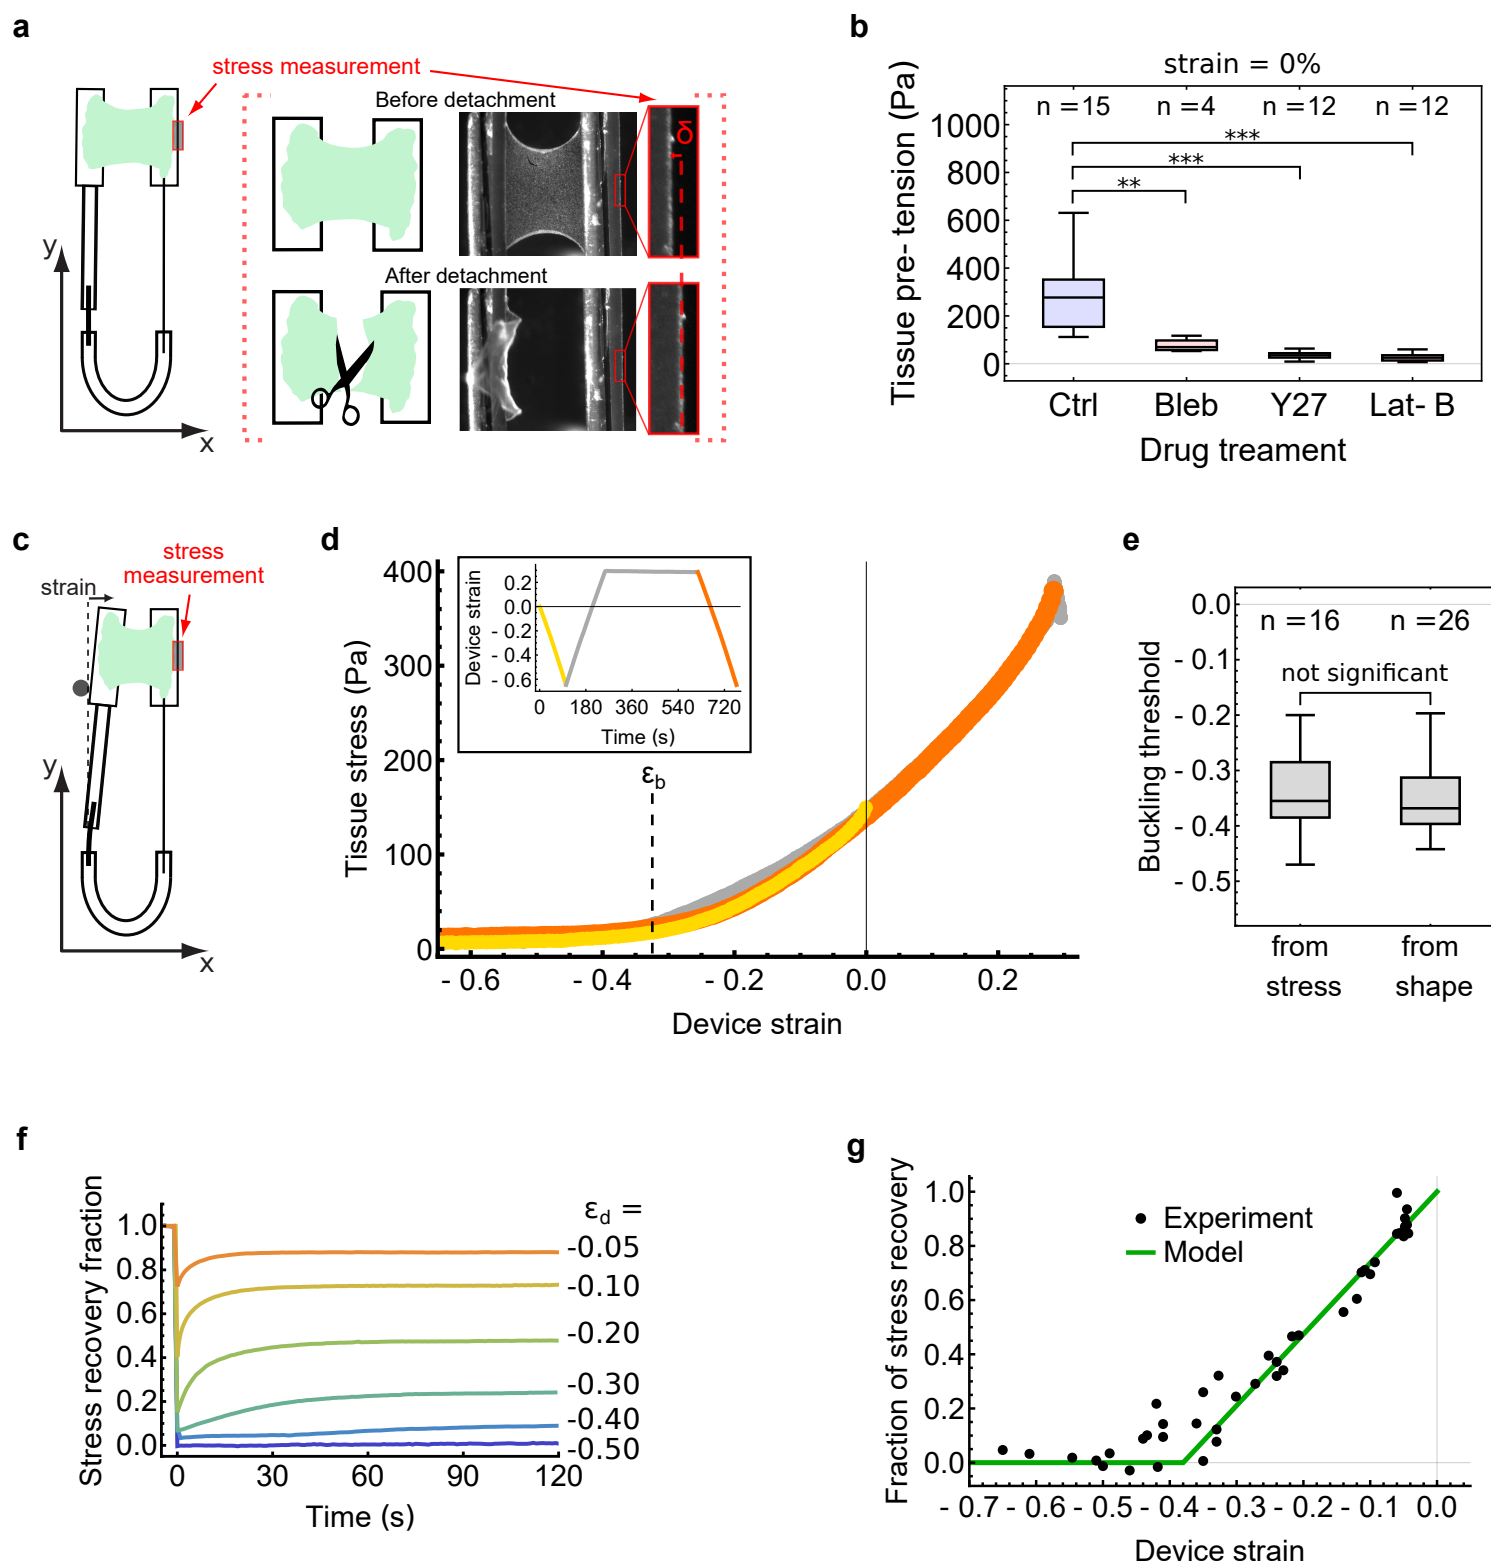 a
stress measurement
Before detachment
δ
After detachment
y
x
b
strain = 0%
Tissue pre- tension (Pa)
n =15 n =4 n =12 n =12
***
***
**
1000
800
600
400
200
0
Ctrl Bleb Y27 Lat- B
Drug treament
c
stress
measurement
strain
y
x
d
Tissue stress (Pa)
400
300
200
100
0
Device strain
0.2
0.0
- 0.2
- 0.4
- 0.6
0 180 360 540 720
Time (s)
εb
- 0.6 - 0.4 - 0.2 0.0 0.2
Device strain
e
Buckling threshold
0.0
- 0.1
- 0.2
- 0.3
- 0.4
- 0.5
n =16 n =26
not significant
from from
stress shape
f
Stress recovery fraction
1.0
0.8
0.6
0.4
0.2
0.0
εd =
-0.05
-0.10
-0.20
-0.30
-0.40
-0.50
0 30 60 90 120
Time (s)
g
Fraction of stress recovery
1.0
0.8
0.6
0.4
0.2
0.0
Experiment
Model
- 0.7 - 0.6 - 0.5 - 0.4 - 0.3 - 0.2 - 0.1 0.0
Device strain